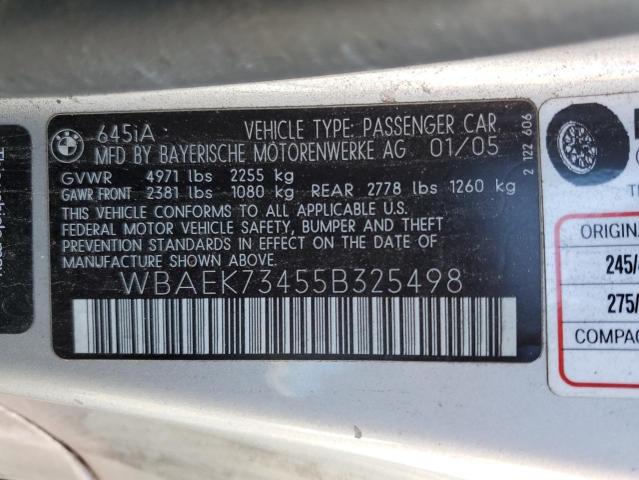 BMW
645iA VEHICLE TYPE: PASSENGER CAR
MFD BY BAYERISCHE MOTORENWERKE AG 01/05
GVWR 4971 lbs 2255 kg
GAWR FRONT 2381 lbs 1080 kg REAR 2778 lbs 1260 kg
THIS VEHICLE CONFORMS TO ALL APPLICABLE U.S.
FEDERAL MOTOR VEHICLE SAFETY, BUMPER AND THEFT
PREVENTION STANDARDS IN EFFECT ON THE DATE OF
MANUFACTURE SHOWN ABOVE.
WBAEK73455B325498
2 122 606
ORIGINA
245/
275/
COMPAC